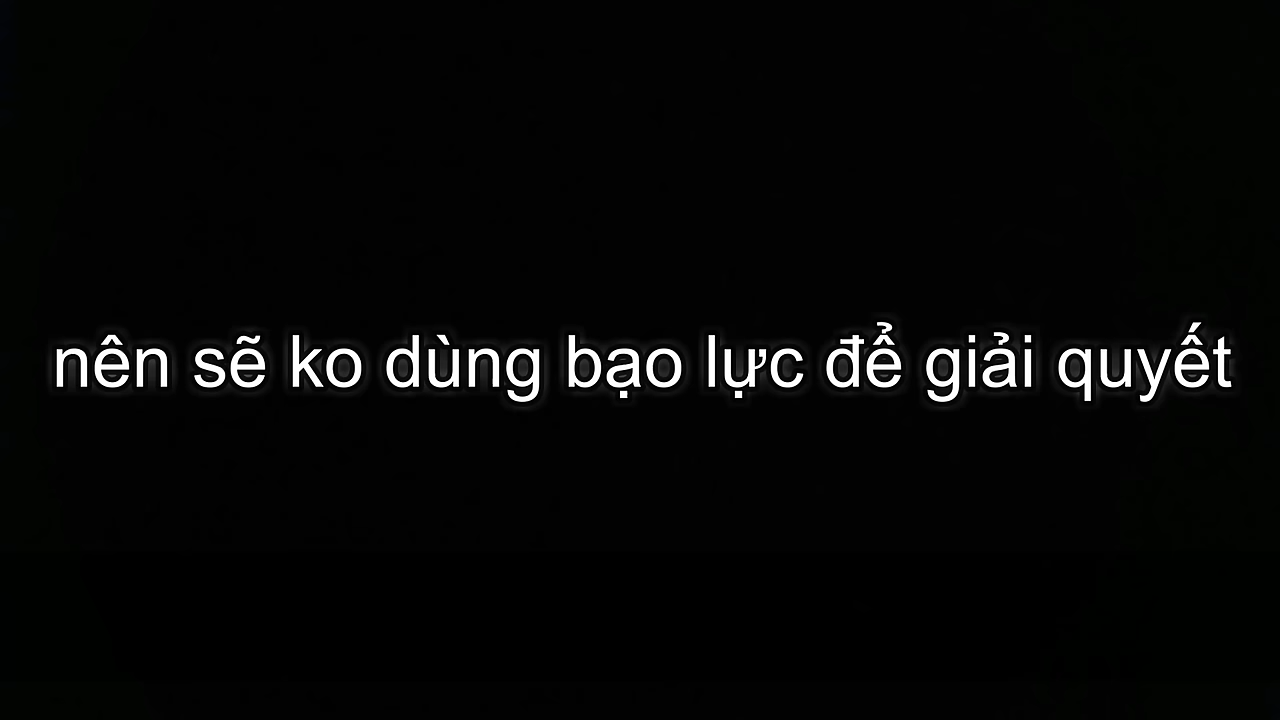 nên sẽ ko dùng bạo lực để giải quyết